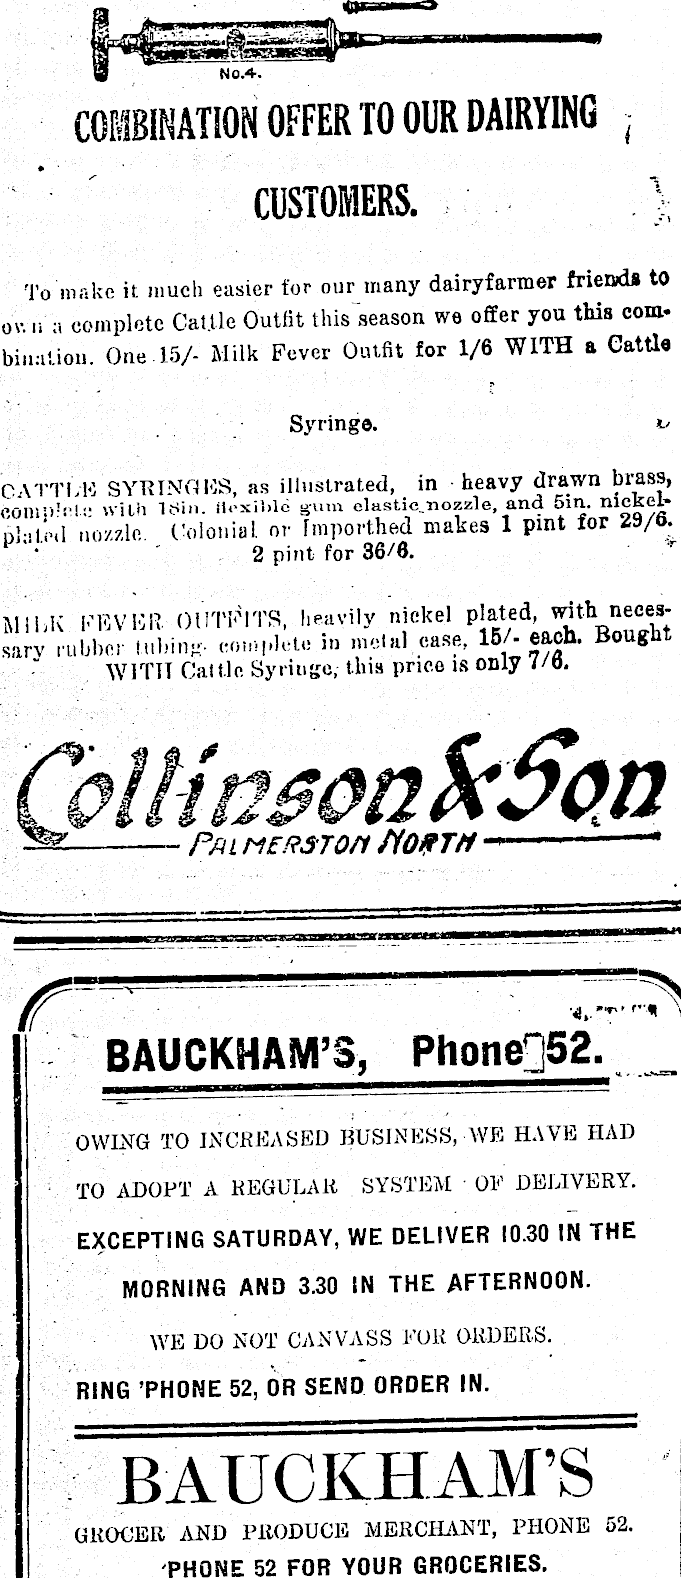 No.4.
COMBINATION OFFER TO OUR DAIRYING
CUSTOMERS.
To make it much easier for our many dairyfarmer friends to
own a complete Cattle Outfit this season we offer you this com-
bination. One 15/- Milk Fever Outfit for 1/6 WITH a Cattle
Syringe.
CATTLE SYRINGES, as illustrated, in heavy drawn brass,
complete with 18in. flexible gum elastic nozzle, and 5in. nickel-
plated nozzle. Colonial or Importhed makes 1 pint for 29/6.
2 pint for 36/6.
MILK FEVER OUTFITS, heavily nickel plated, with neces-
sary rubber tubing complete in metal case, 15/- each. Bought
WITH Cattle Syringe, this price is only 7/6.
Collinson & Son
PALMERSTON NORTH
BAUCKHAM'S, Phone 52.
OWING TO INCREASED BUSINESS, WE HAVE HAD
TO ADOPT A REGULAR SYSTEM OF DELIVERY.
EXCEPTING SATURDAY, WE DELIVER 10.30 IN THE
MORNING AND 3.30 IN THE AFTERNOON.
WE DO NOT CANVASS FOR ORDERS.
RING 'PHONE 52, OR SEND ORDER IN.
BAUCKHAM'S
GROCER AND PRODUCE MERCHANT, PHONE 52.
'PHONE 52 FOR YOUR GROCERIES.